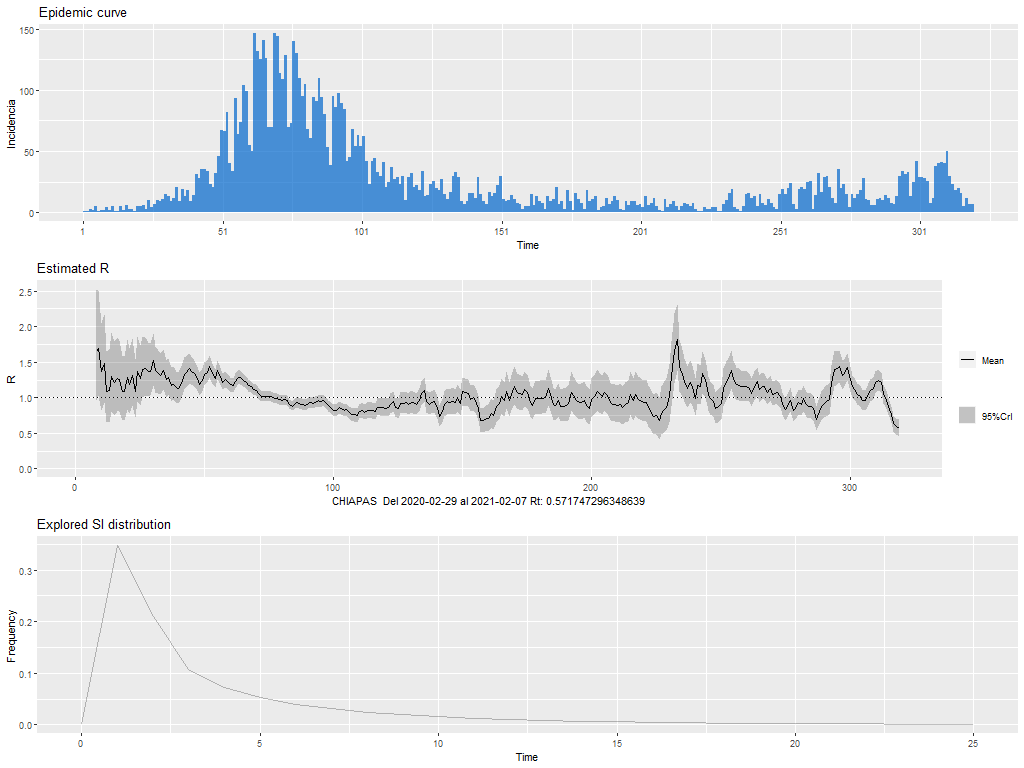 Epidemic curve
150
100
50
0
Incidencia
1
51
101
151
201
251
301
Time
Estimated R
2.5
2.0
1.5
1.0
0.5
0.0
R
0
100
200
300
CHIAPAS Del 2020-02-29 al 2021-02-07 Rt: 0.571747296348639
Mean
95%CrI
Explored SI distribution
0.3
0.2
0.1
0.0
Frequency
0
5
10
15
20
25
Time